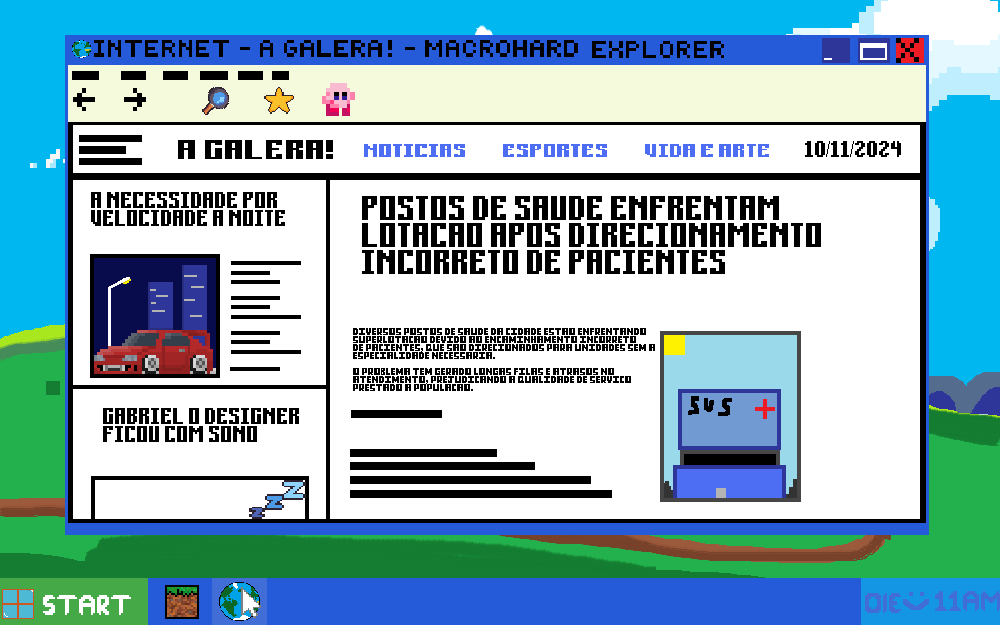 INTERNET - A GALERA! - MACROHARD EXPLORER
A GALERA!
NOTICIAS
ESPORTES
VIDA E ARTE
10/11/2024
A NECESSIDADE POR
VELOCIDADE A NOITE
POSTOS DE SAUDE ENFRENTAM
LOTACAO APOS DIRECIONAMENTO
INCORRETO DE PACIENTES
DIVERSOS POSTOS DE SAUDE DA CIDADE ESTAO ENFRENTANDO
SUPERLOTACAO DEVIDO AO ENCAMINHAMENTO INCORRETO
DE PACIENTES, QUE SAO DIRECIONADOS PARA UNIDADES SEM A
ESPECIALIDADE NECESSARIA.
O PROBLEMA TEM GERADO LONGAS FILAS E ATRASOS NO
ATENDIMENTO, PREJUDICANDO A QUALIDADE DE SERVICO
PRESTADO A POPULACAO.
SUS
GABRIEL O DESIGNER
FICOU COM SONO
Z Z Z
START
OIE
11AM